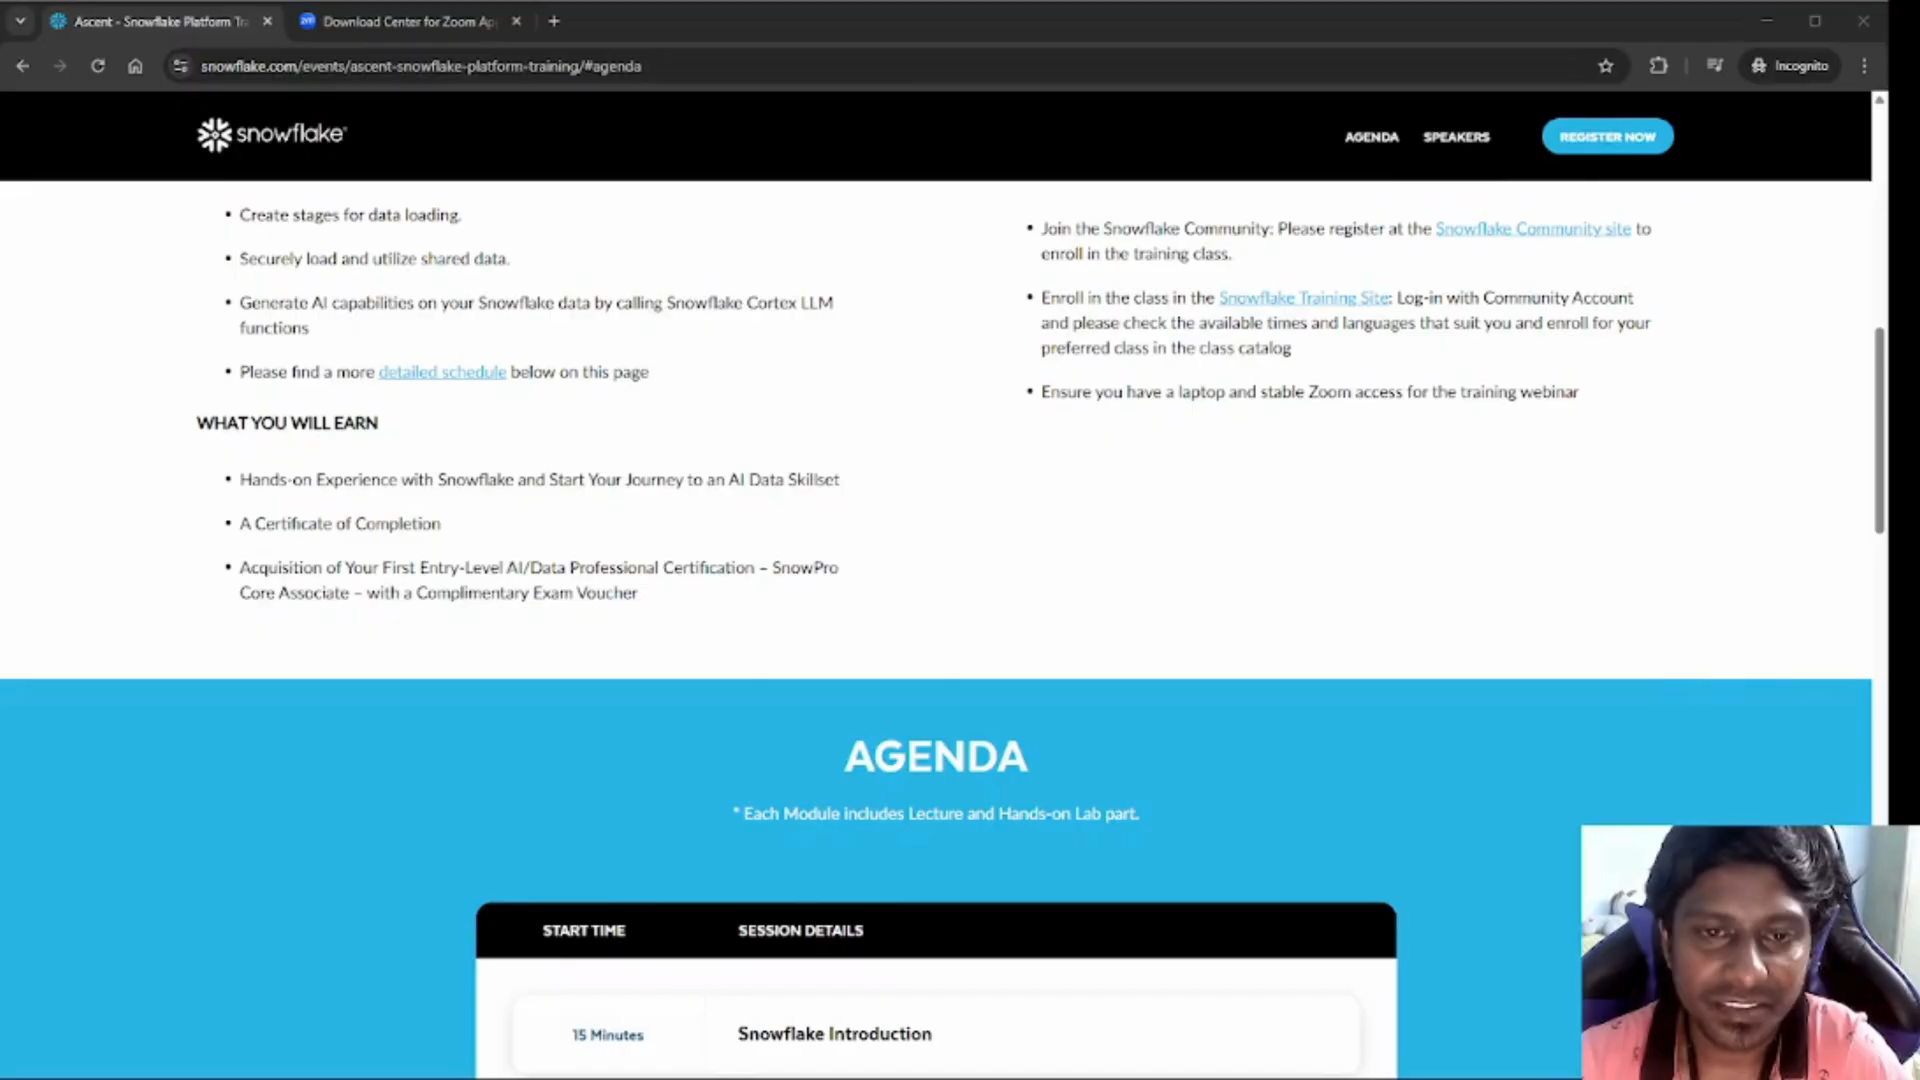 Ascent - Snowflake Platform Tr
Download Center for Zoom Ap
snowflake.com/events/ascent-snowflake-platform-training/#agenda
Incognito
snowflake
AGENDA
SPEAKERS
REGISTER NOW
• Create stages for data loading.
• Securely load and utilize shared data.
• Generate AI capabilities on your Snowflake data by calling Snowflake Cortex LLM
functions
• Please find a more detailed schedule below on this page
WHAT YOU WILL EARN
• Hands-on Experience with Snowflake and Start Your Journey to an AI Data Skillset
• A Certificate of Completion
• Acquisition of Your First Entry-Level AI/Data Professional Certification – SnowPro
Core Associate – with a Complimentary Exam Voucher
• Join the Snowflake Community: Please register at the Snowflake Community site to
enroll in the training class.
• Enroll in the class in the Snowflake Training Site: Log-in with Community Account
and please check the available times and languages that suit you and enroll for your
preferred class in the class catalog
• Ensure you have a laptop and stable Zoom access for the training webinar
AGENDA
* Each Module includes Lecture and Hands-on Lab part.
START TIME
SESSION DETAILS
15 Minutes
Snowflake Introduction